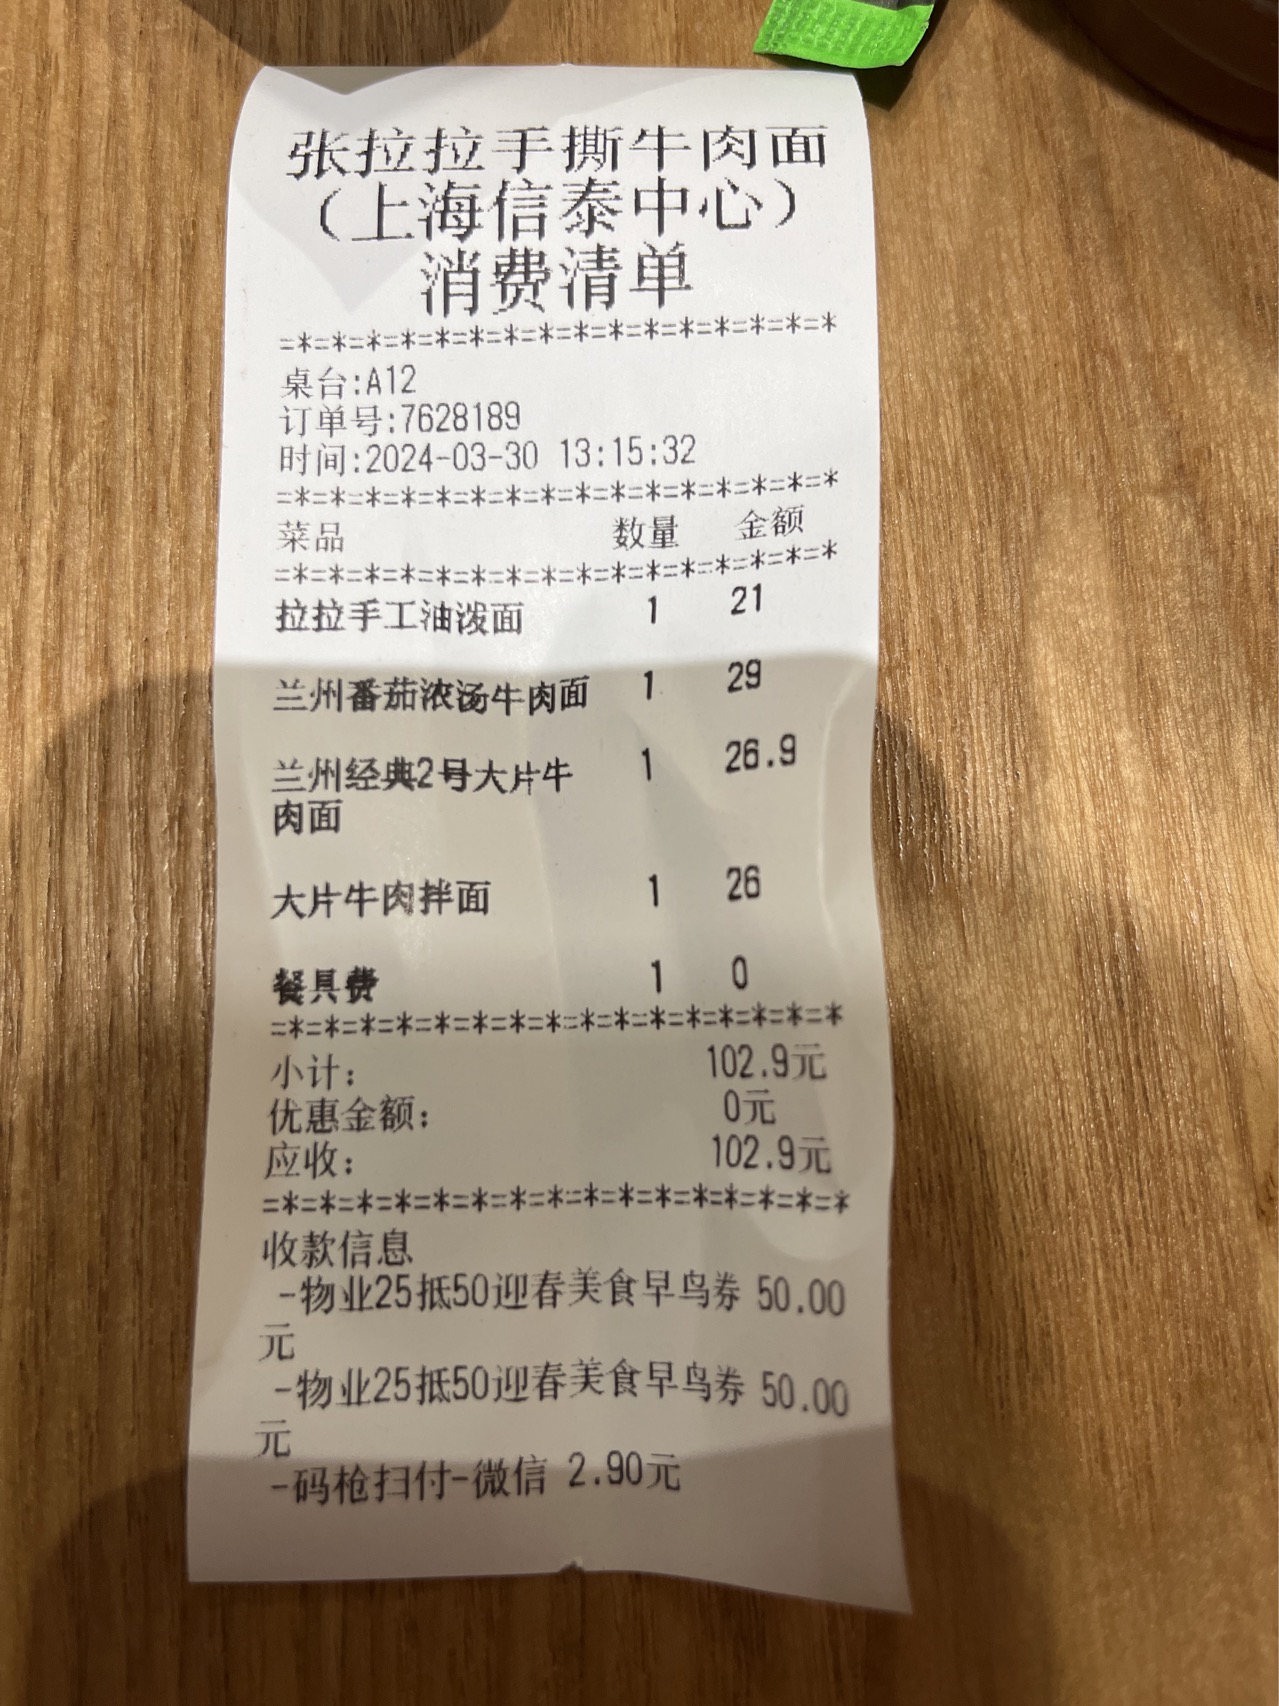 张拉拉手撕牛肉面
（上海信泰中心）
消费清单
=*=*=*=*=*=*=*=*=*=*=*=*=*=*=*=*
桌台:A12
订单号:7628189
时间:2024-03-30 13:15:32
=*=*=*=*=*=*=*=*=*=*=*=*=*=*=*=*
菜品 数量 金额
=*=*=*=*=*=*=*=*=*=*=*=*=*=*=*=*
拉拉手工油泼面 1 21
兰州番茄浓汤牛肉面 1 29
兰州经典2号大片牛 1 26.9
肉面
大片牛肉拌面 1 26
餐具费 1 0
=*=*=*=*=*=*=*=*=*=*=*=*=*=*=*=*
小计: 102.9元
优惠金额: 0元
应收: 102.9元
=*=*=*=*=*=*=*=*=*=*=*=*=*=*=*=*
收款信息
-物业25抵50迎春美食早鸟券 50.00
元
-物业25抵50迎春美食早鸟券 50.00
元
-码枪扫付-微信 2.90元